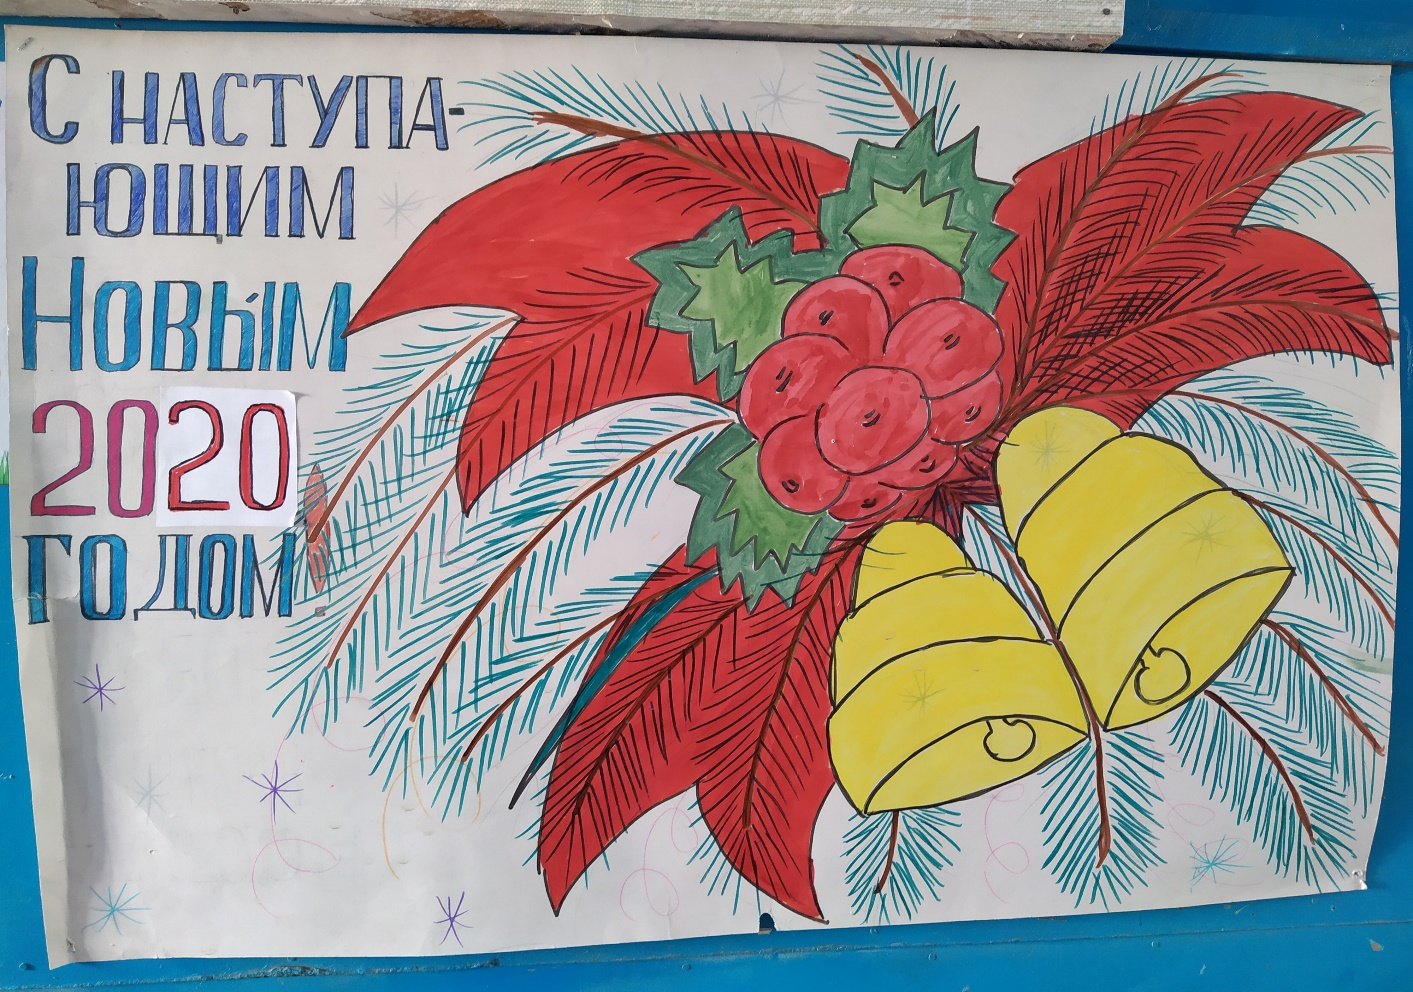 С НАСТУПА-
ЮЩИМ
НОВЫМ
2020
ГОДОМ